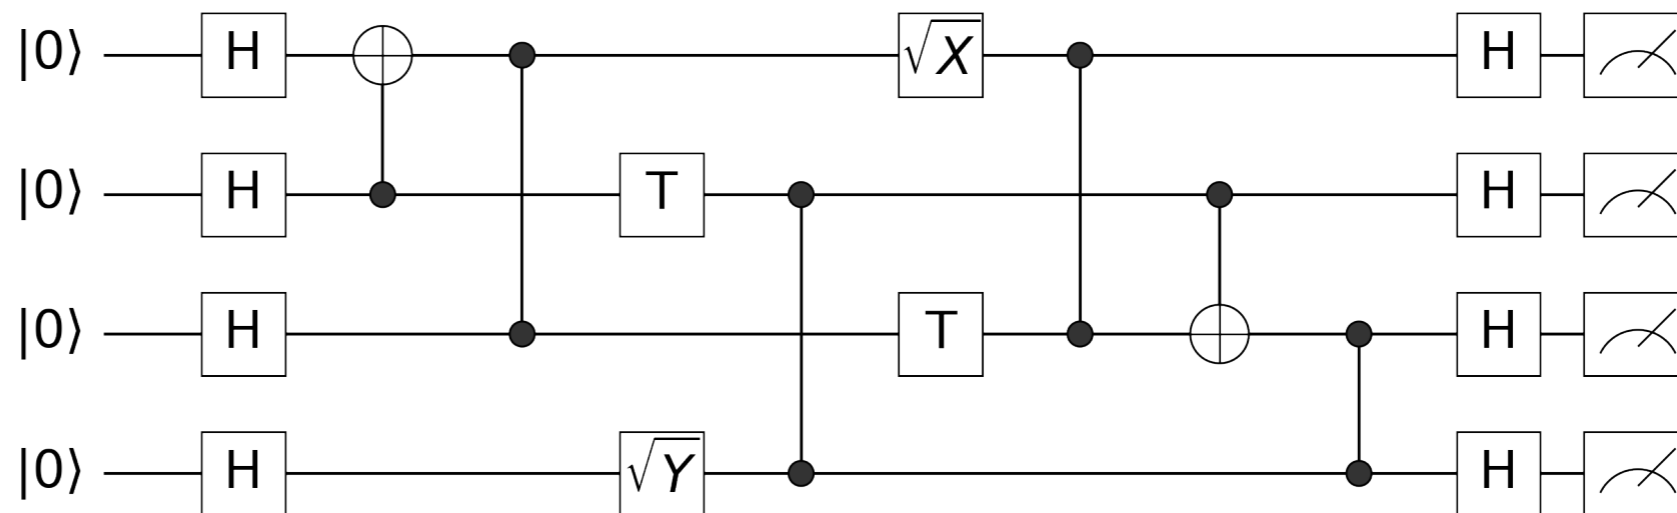 |0⟩ H √X H
|0⟩ H T H
|0⟩ H T H
|0⟩ H √Y H